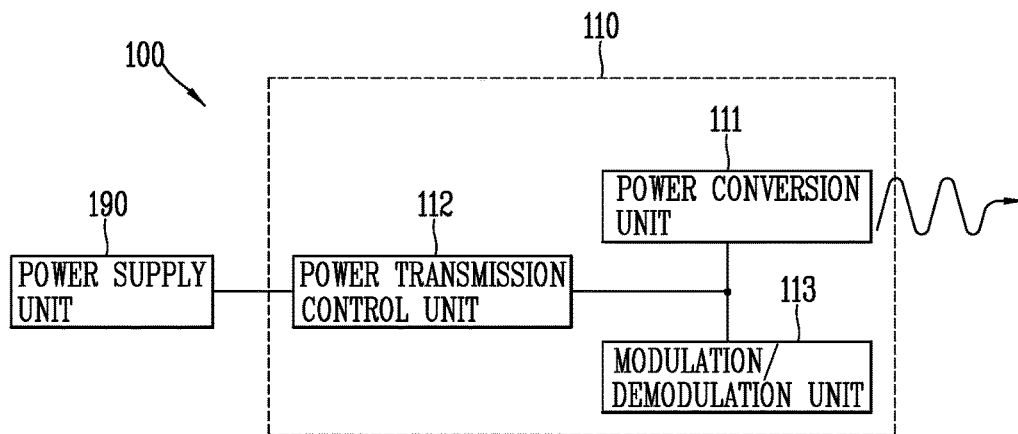 110
100
111
POWER CONVERSION
UNIT
190
112
POWER SUPPLY
UNIT
POWER TRANSMISSION
CONTROL UNIT
113
MODULATION/
DEMODULATION UNIT